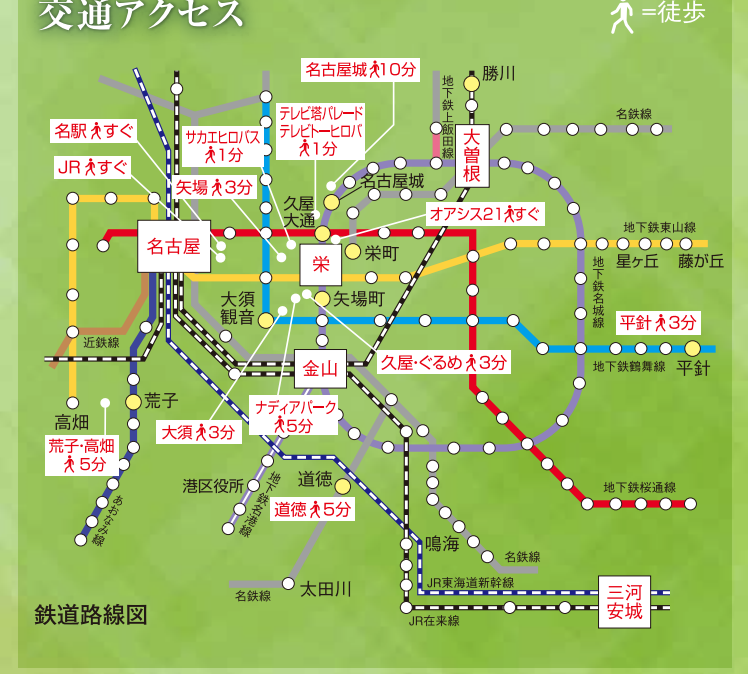 交通アクセス
=徒歩
名古屋城 10分
勝川
地下鉄上飯田線
名鉄線
テレビ塔パレード
テレビトーヒロバ
1分
名駅 すぐ
サカエヒロバス
1分
大曽根
JR すぐ
矢場 3分
名古屋城
久屋
大通
オアシス21 すぐ
名古屋
栄町
地下鉄東山線
星ヶ丘
藤が丘
栄
地下鉄名城線
大須
観音
矢場町
平針 3分
近鉄線
金山
久屋・ぐるめ 3分
地下鉄鶴舞線
平針
荒子
ナディアパーク
5分
高畑
大須 3分
荒子・高畑
5分
港区役所
地下鉄名港線
道徳
地下鉄桜通線
道徳 5分
あおなみ線
鳴海
名鉄線
名鉄線
太田川
JR東海道新幹線
三河
安城
鉄道路線図
JR在来線